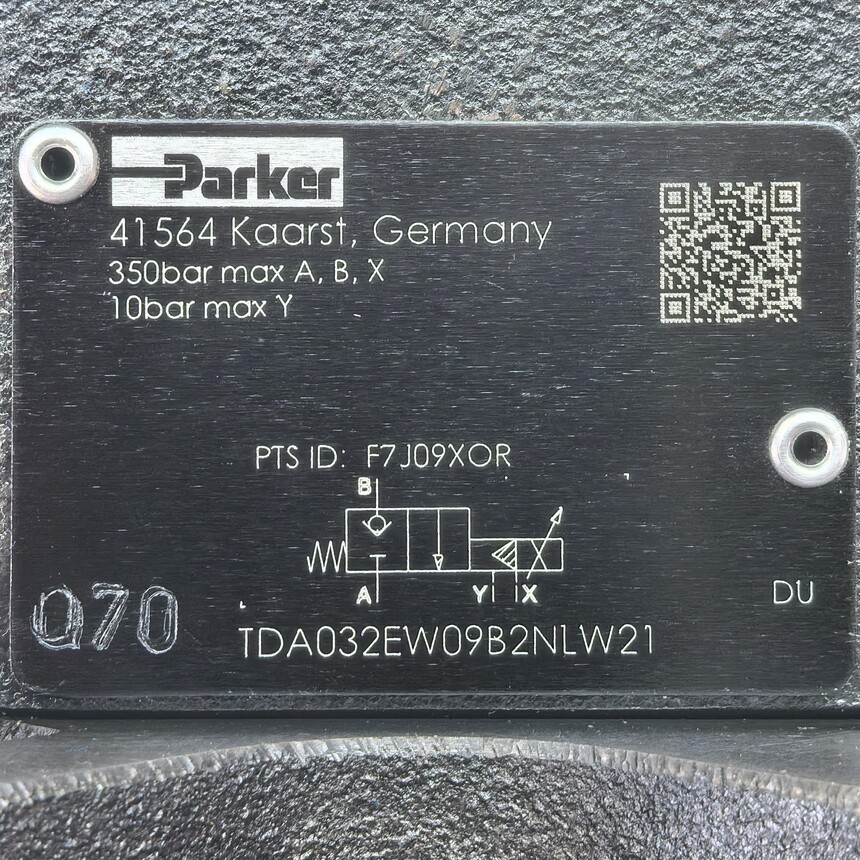 Parker
41564 Kaarst, Germany
350bar max A, B, X
10bar max Y
PTS ID: F7J09XOR
B
A Y X
DU
Q70
TDA032EW09B2NLW21